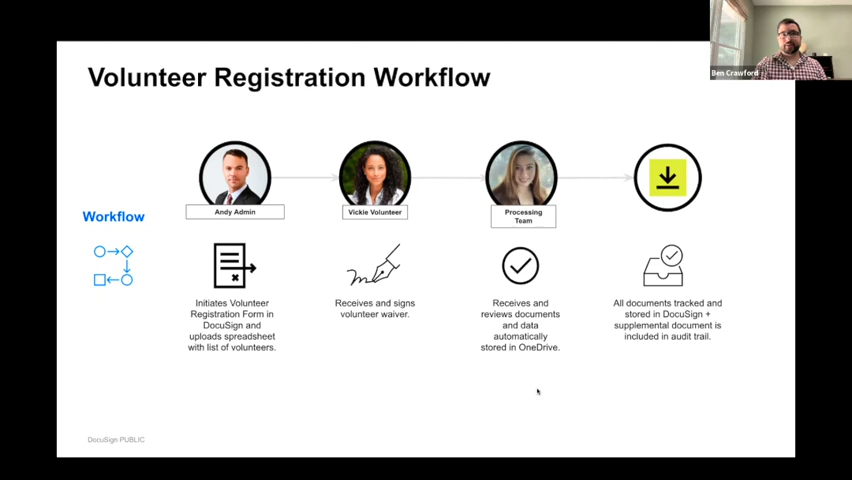 Ben Crawford
Volunteer Registration Workflow
Workflow
Andy Admin
Vickie Volunteer
Processing
Team
Initiates Volunteer
Registration Form in
DocuSign and
uploads spreadsheet
with list of volunteers.
Receives and signs
volunteer waiver.
Receives and
reviews documents
and data
automatically
stored in OneDrive.
All documents tracked and
stored in DocuSign +
supplemental document is
included in audit trail.
DocuSign PUBLIC